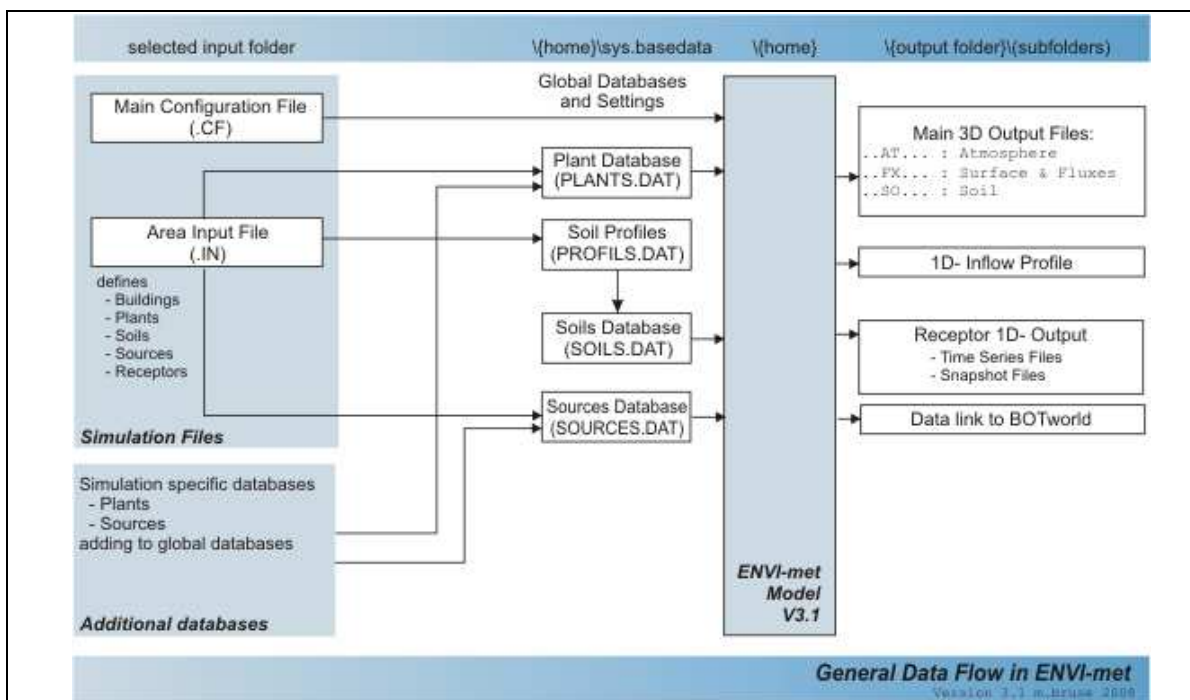 selected input folder
\{home}\sys.basedata
\{home}
\{output folder}\(subfolders)
Main Configuration File
(.CF)
Area Input File
(.IN)
defines
- Buildings
- Plants
- Soils
- Sources
- Receptors
Simulation Files
Simulation specific databases
- Plants
- Sources
adding to global databases
Additional databases
Global Databases
and Settings
Plant Database
(PLANTS.DAT)
Soil Profiles
(PROFILS.DAT)
Soils Database
(SOILS.DAT)
Sources Database
(SOURCES.DAT)
ENVI-met
Model
V3.1
Main 3D Output Files:
..AT... : Atmosphere
..FX... : Surface & Fluxes
..SO... : Soil
1D- Inflow Profile
Receptor 1D- Output
- Time Series Files
- Snapshot Files
Data link to BOTworld
General Data Flow in ENVI-met
Version 3.1 m.Bruse 2008